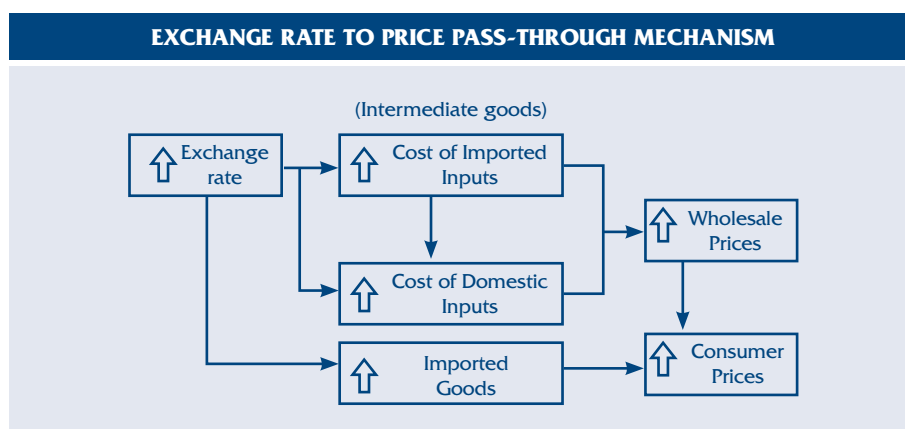 EXCHANGE RATE TO PRICE PASS-THROUGH MECHANISM
(Intermediate goods)
Exchange
rate
Cost of Imported
Inputs
Wholesale
Prices
Cost of Domestic
Inputs
Imported
Goods
Consumer
Prices